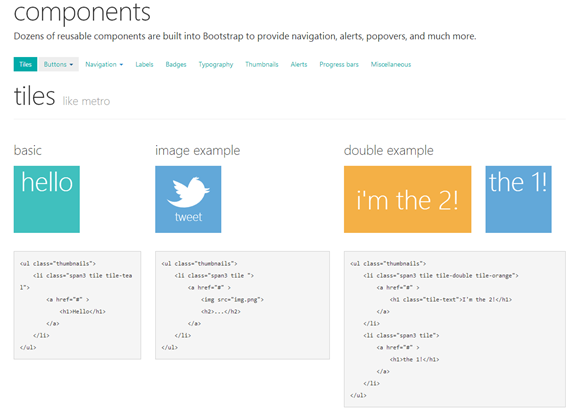 components
Dozens of reusable components are built into Bootstrap to provide navigation, alerts, popovers, and much more.
Tiles Buttons Navigation Labels Badges Typography Thumbnails Alerts Progress bars Miscellaneous
tiles like metro
basic
hello
<ul class="thumbnails">
<li class="span3 tile tile-tea
l">
<a href="#" >
<h1>Hello</h1>
</a>
</li>
</ul>
image example
tweet
<ul class="thumbnails">
<li class="span3 tile ">
<a href="#" >
<img src="img.png">
<h2>...</h2>
</a>
</li>
</ul>
double example
i'm the 2!
the 1!
<ul class="thumbnails">
<li class="span3 tile tile-double tile-orange">
<a href="#" >
<h1 class="tile-text">I'm the 2!</h1>
</a>
</li>
<li class="span3 tile">
<a href="#" >
<h1>the 1!</h1>
</a>
</li>
</ul>